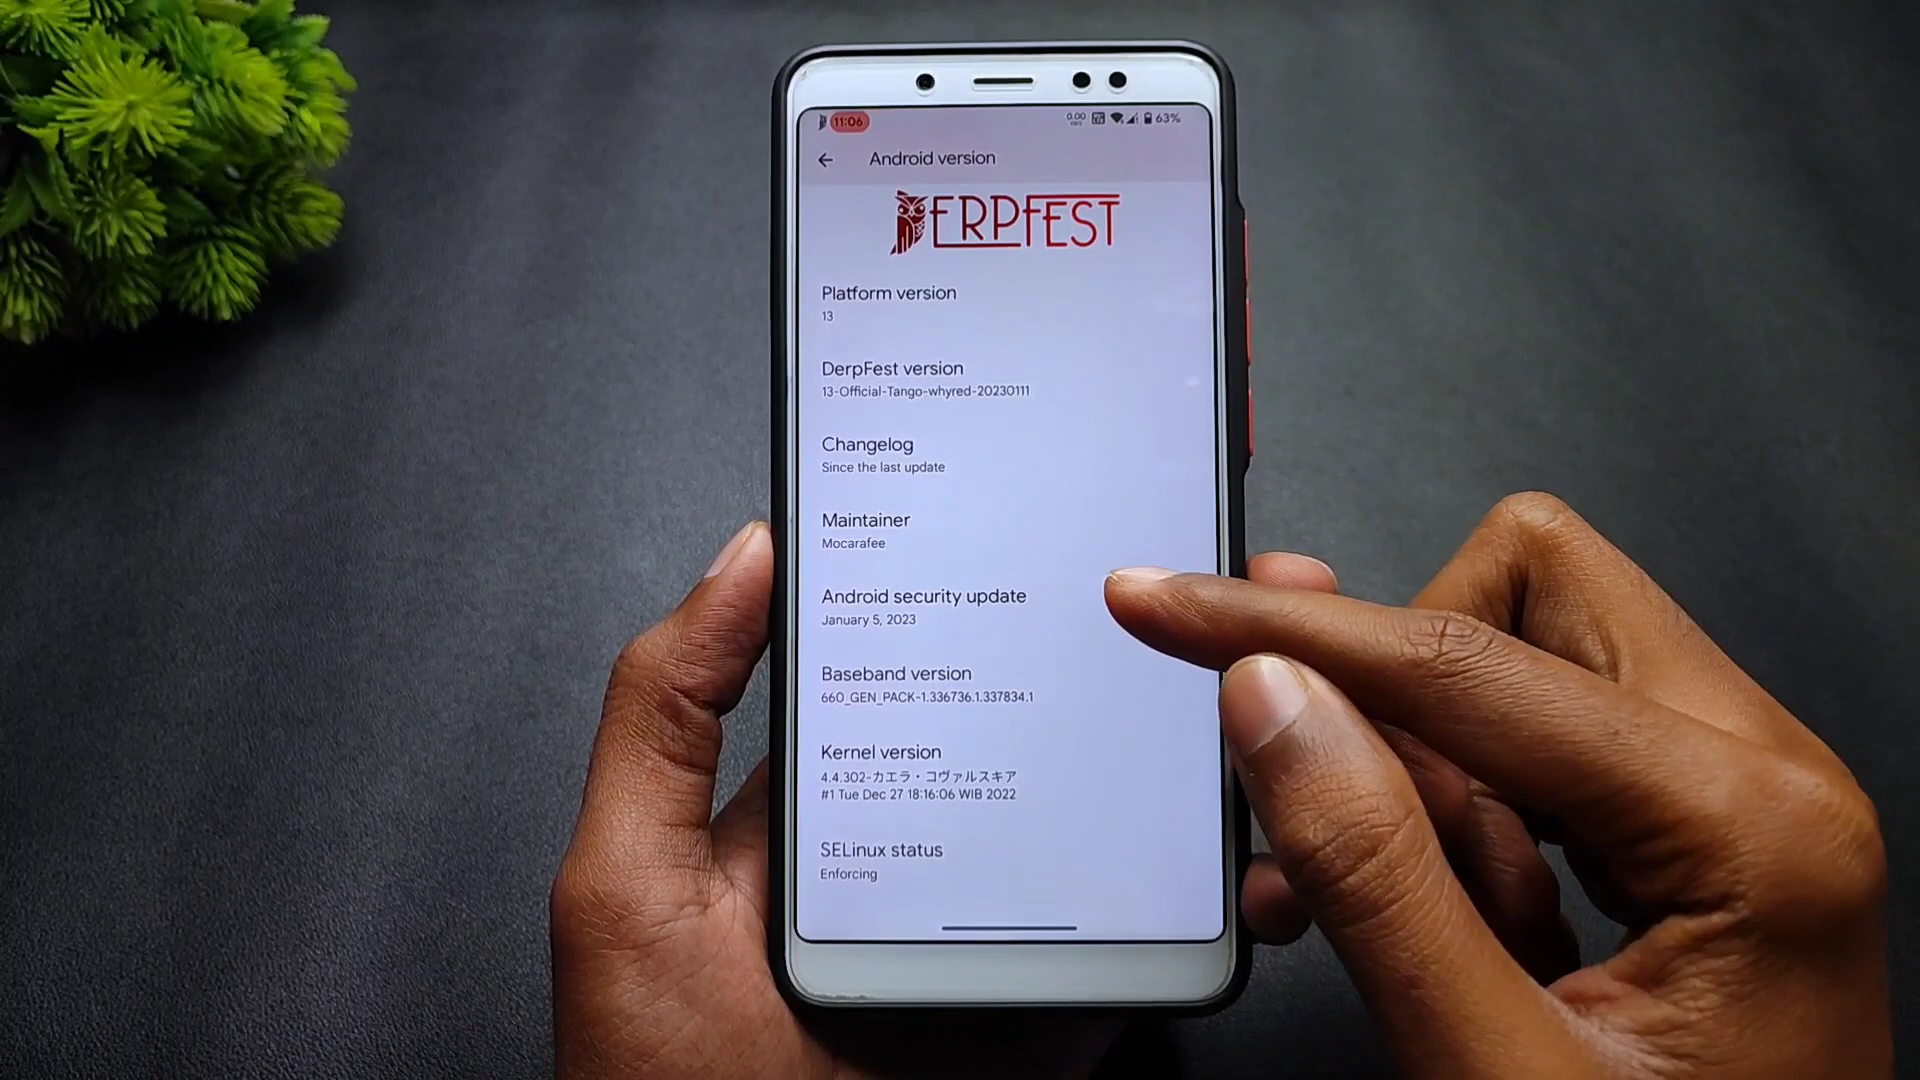 11:06
0.00
63%
Android version
DERPFEST
Platform version
13
DerpFest version
13-Official-Tango-whyred-20230111
Changelog
Since the last update
Maintainer
Mocarafee
Android security update
January 5, 2023
Baseband version
660_GEN_PACK-1.336736.1.337834.1
Kernel version
4.4.302-カエラ・コヴァルスキア
#1 Tue Dec 27 18:16:06 WIB 2022
SELinux status
Enforcing